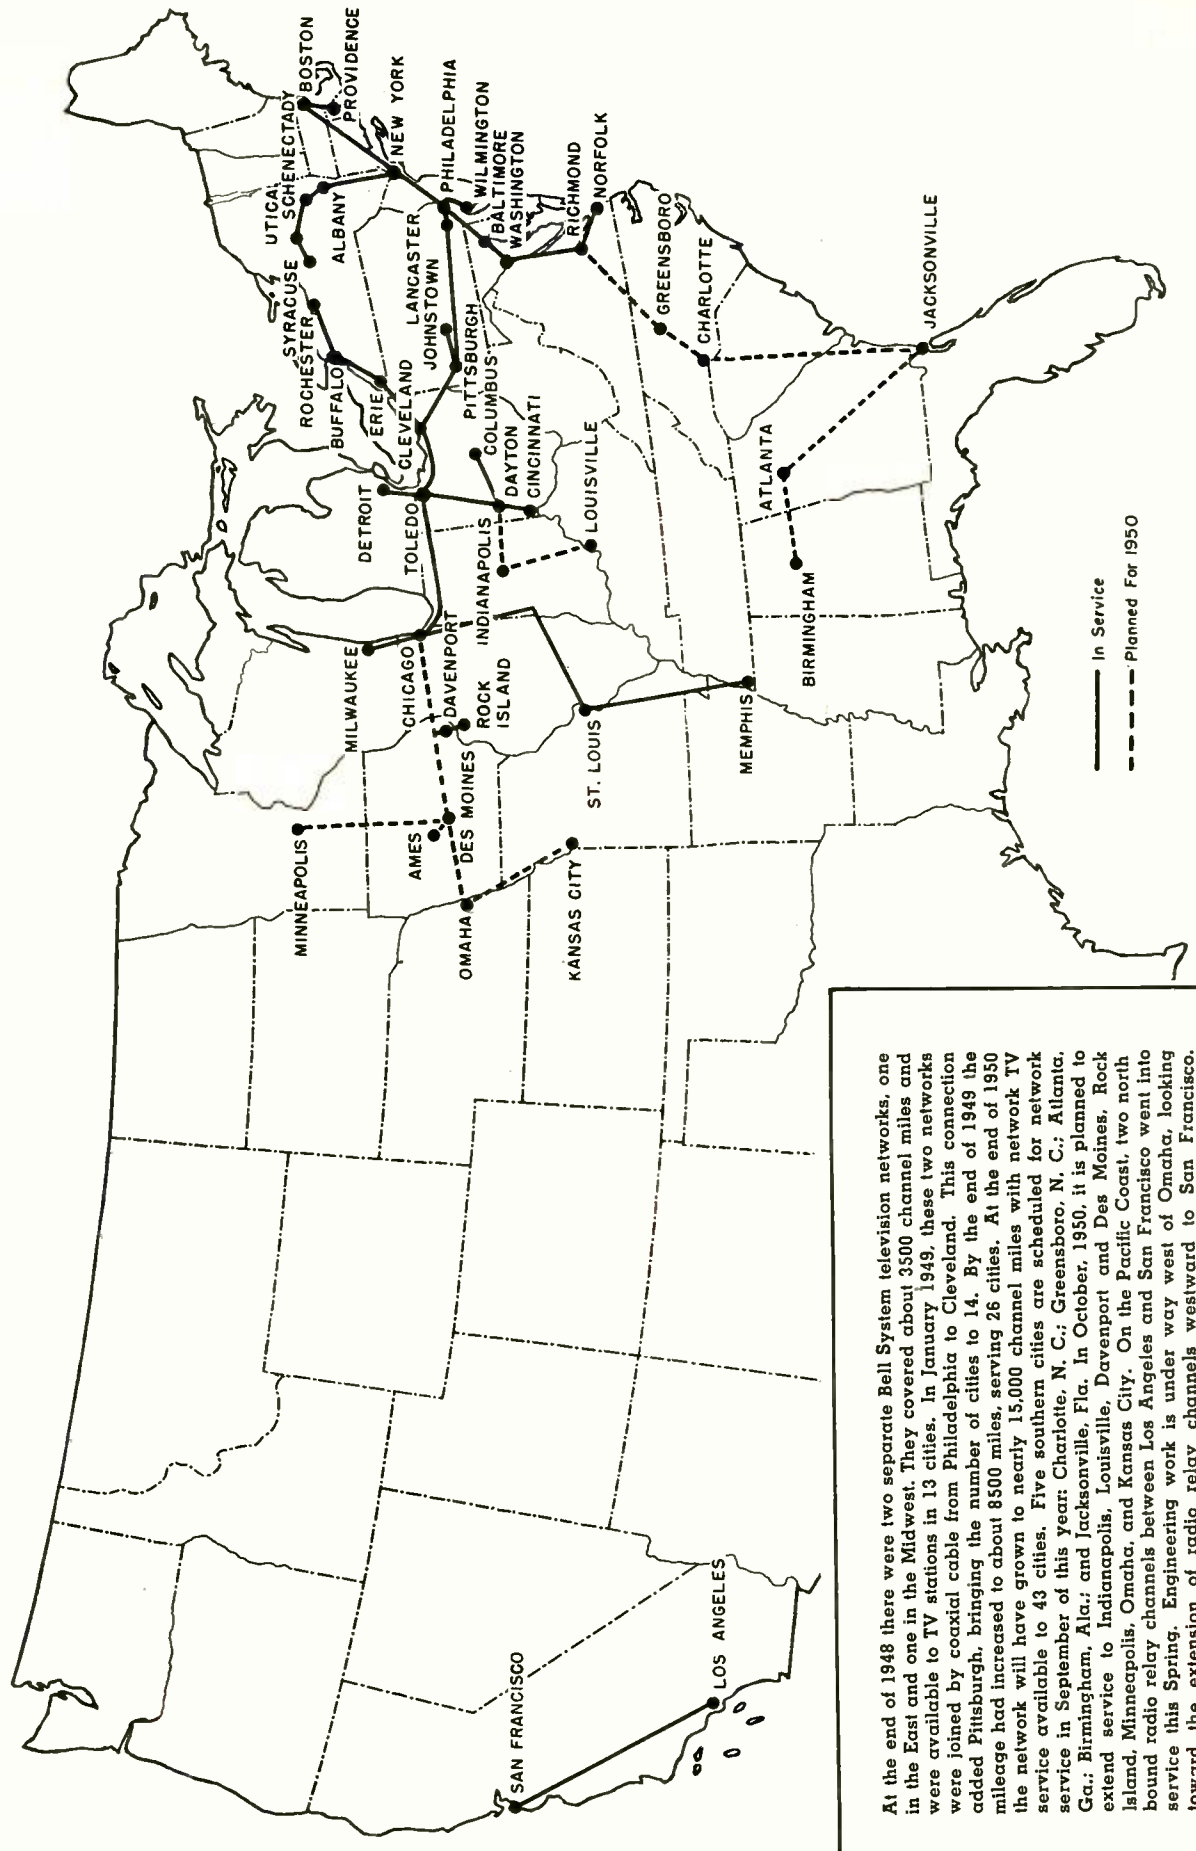 BOSTON
PROVIDENCE
SCHENECTADY
UTICA
ALBANY
NEW YORK
SYRACUSE
ROCHESTER
BUFFALO
ERIE
CLEVELAND
LANCASTER
JOHNSTOWN
PITTSBURGH
PHILADELPHIA
WILMINGTON
BALTIMORE
WASHINGTON
RICHMOND
NORFOLK
GREENSBORO
CHARLOTTE
JACKSONVILLE
ATLANTA
BIRMINGHAM
COLUMBUS
DAYTON
CINCINNATI
LOUISVILLE
INDIANAPOLIS
DETROIT
TOLEDO
MILWAUKEE
CHICAGO
DAVENPORT
ROCK
ISLAND
ST. LOUIS
MEMPHIS
MINNEAPOLIS
AMES
DES MOINES
OMAHA
KANSAS CITY
SAN FRANCISCO
LOS ANGELES
In Service
Planned For 1950
At the end of 1948 there were two separate Bell System television networks, one
in the East and one in the Midwest. They covered about 3500 channel miles and
were available to TV stations in 13 cities. In January 1949, these two networks
were joined by coaxial cable from Philadelphia to Cleveland. This connection
added Pittsburgh, bringing the number of cities to 14. By the end of 1949 the
mileage had increased to about 8500 miles, serving 26 cities. At the end of 1950
the network will have grown to nearly 15,000 channel miles with network TV
service available to 43 cities. Five southern cities are scheduled for network
service in September of this year: Charlotte, N. C.; Greensboro, N. C.; Atlanta,
Ga.; Birmingham, Ala.; and Jacksonville, Fla. In October, 1950, it is planned to
extend service to Indianapolis, Louisville, Davenport and Des Moines, Rock
Island, Minneapolis, Omaha, and Kansas City. On the Pacific Coast, two north
bound radio relay channels between Los Angeles and San Francisco went into
service this Spring. Engineering work is under way west of Omaha, looking
toward the extension of radio relay channels westward to San Francisco.